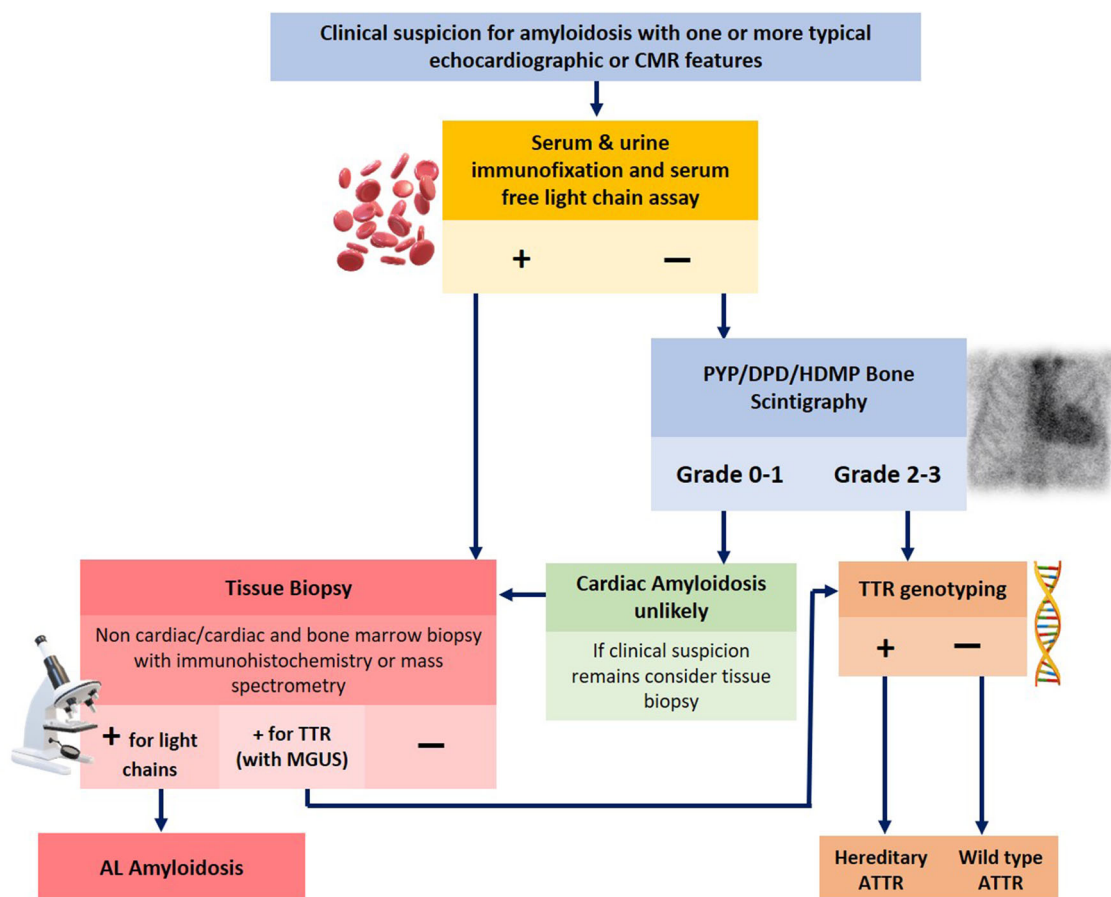 Clinical suspicion for amyloidosis with one or more typical
echocardiographic or CMR features
Serum & urine
immunofixation and serum
free light chain assay
+
−
PYP/DPD/HDMP Bone
Scintigraphy
Grade 0-1
Grade 2-3
Tissue Biopsy
Non cardiac/cardiac and bone marrow biopsy
with immunohistochemistry or mass
spectrometry
+ for light
chains
+ for TTR
(with MGUS)
−
Cardiac Amyloidosis
unlikely
If clinical suspicion
remains consider tissue
biopsy
TTR genotyping
+
−
AL Amyloidosis
Hereditary
ATTR
Wild type
ATTR